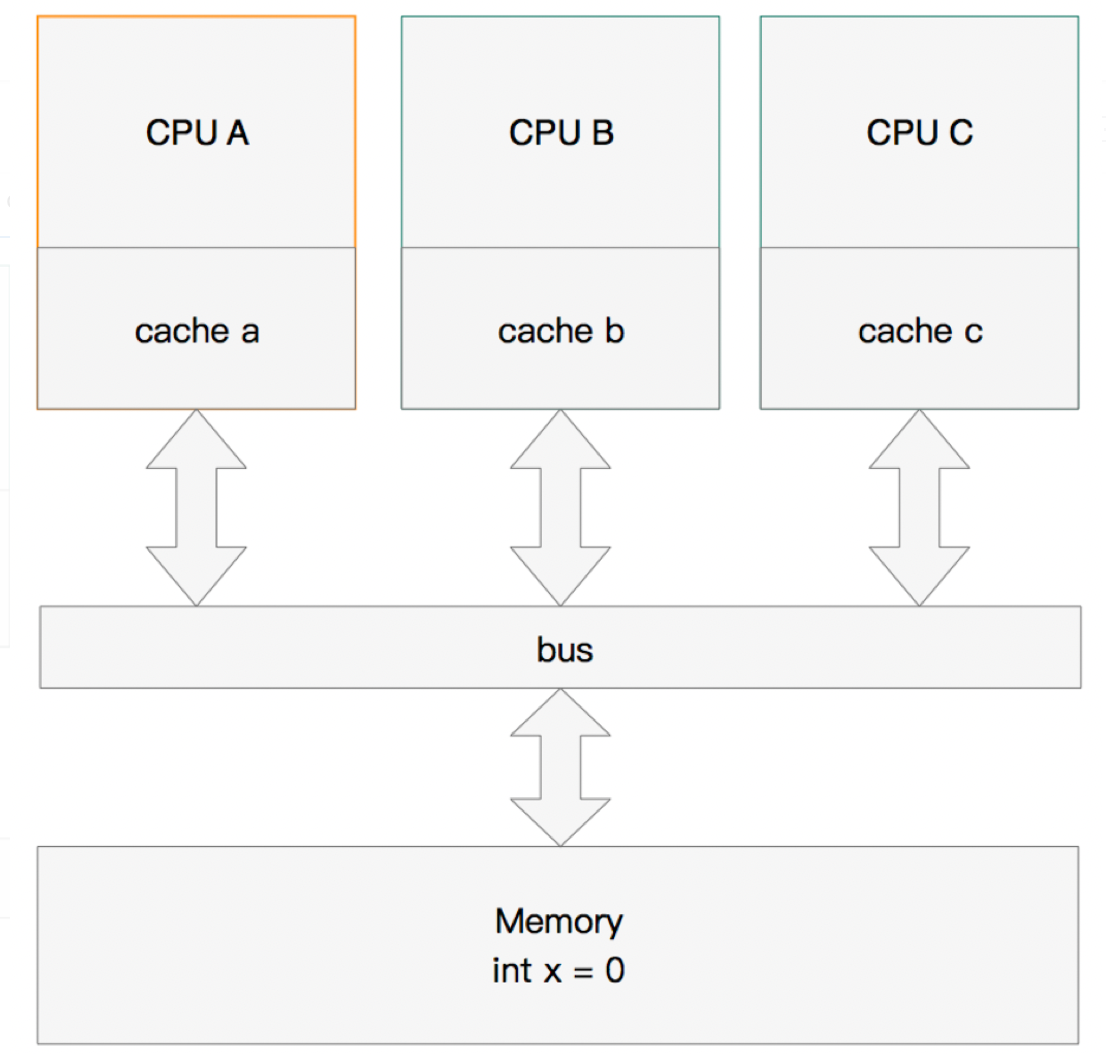 CPU A
CPU B
CPU C
cache a
cache b
cache c
bus
Memory
int x = 0